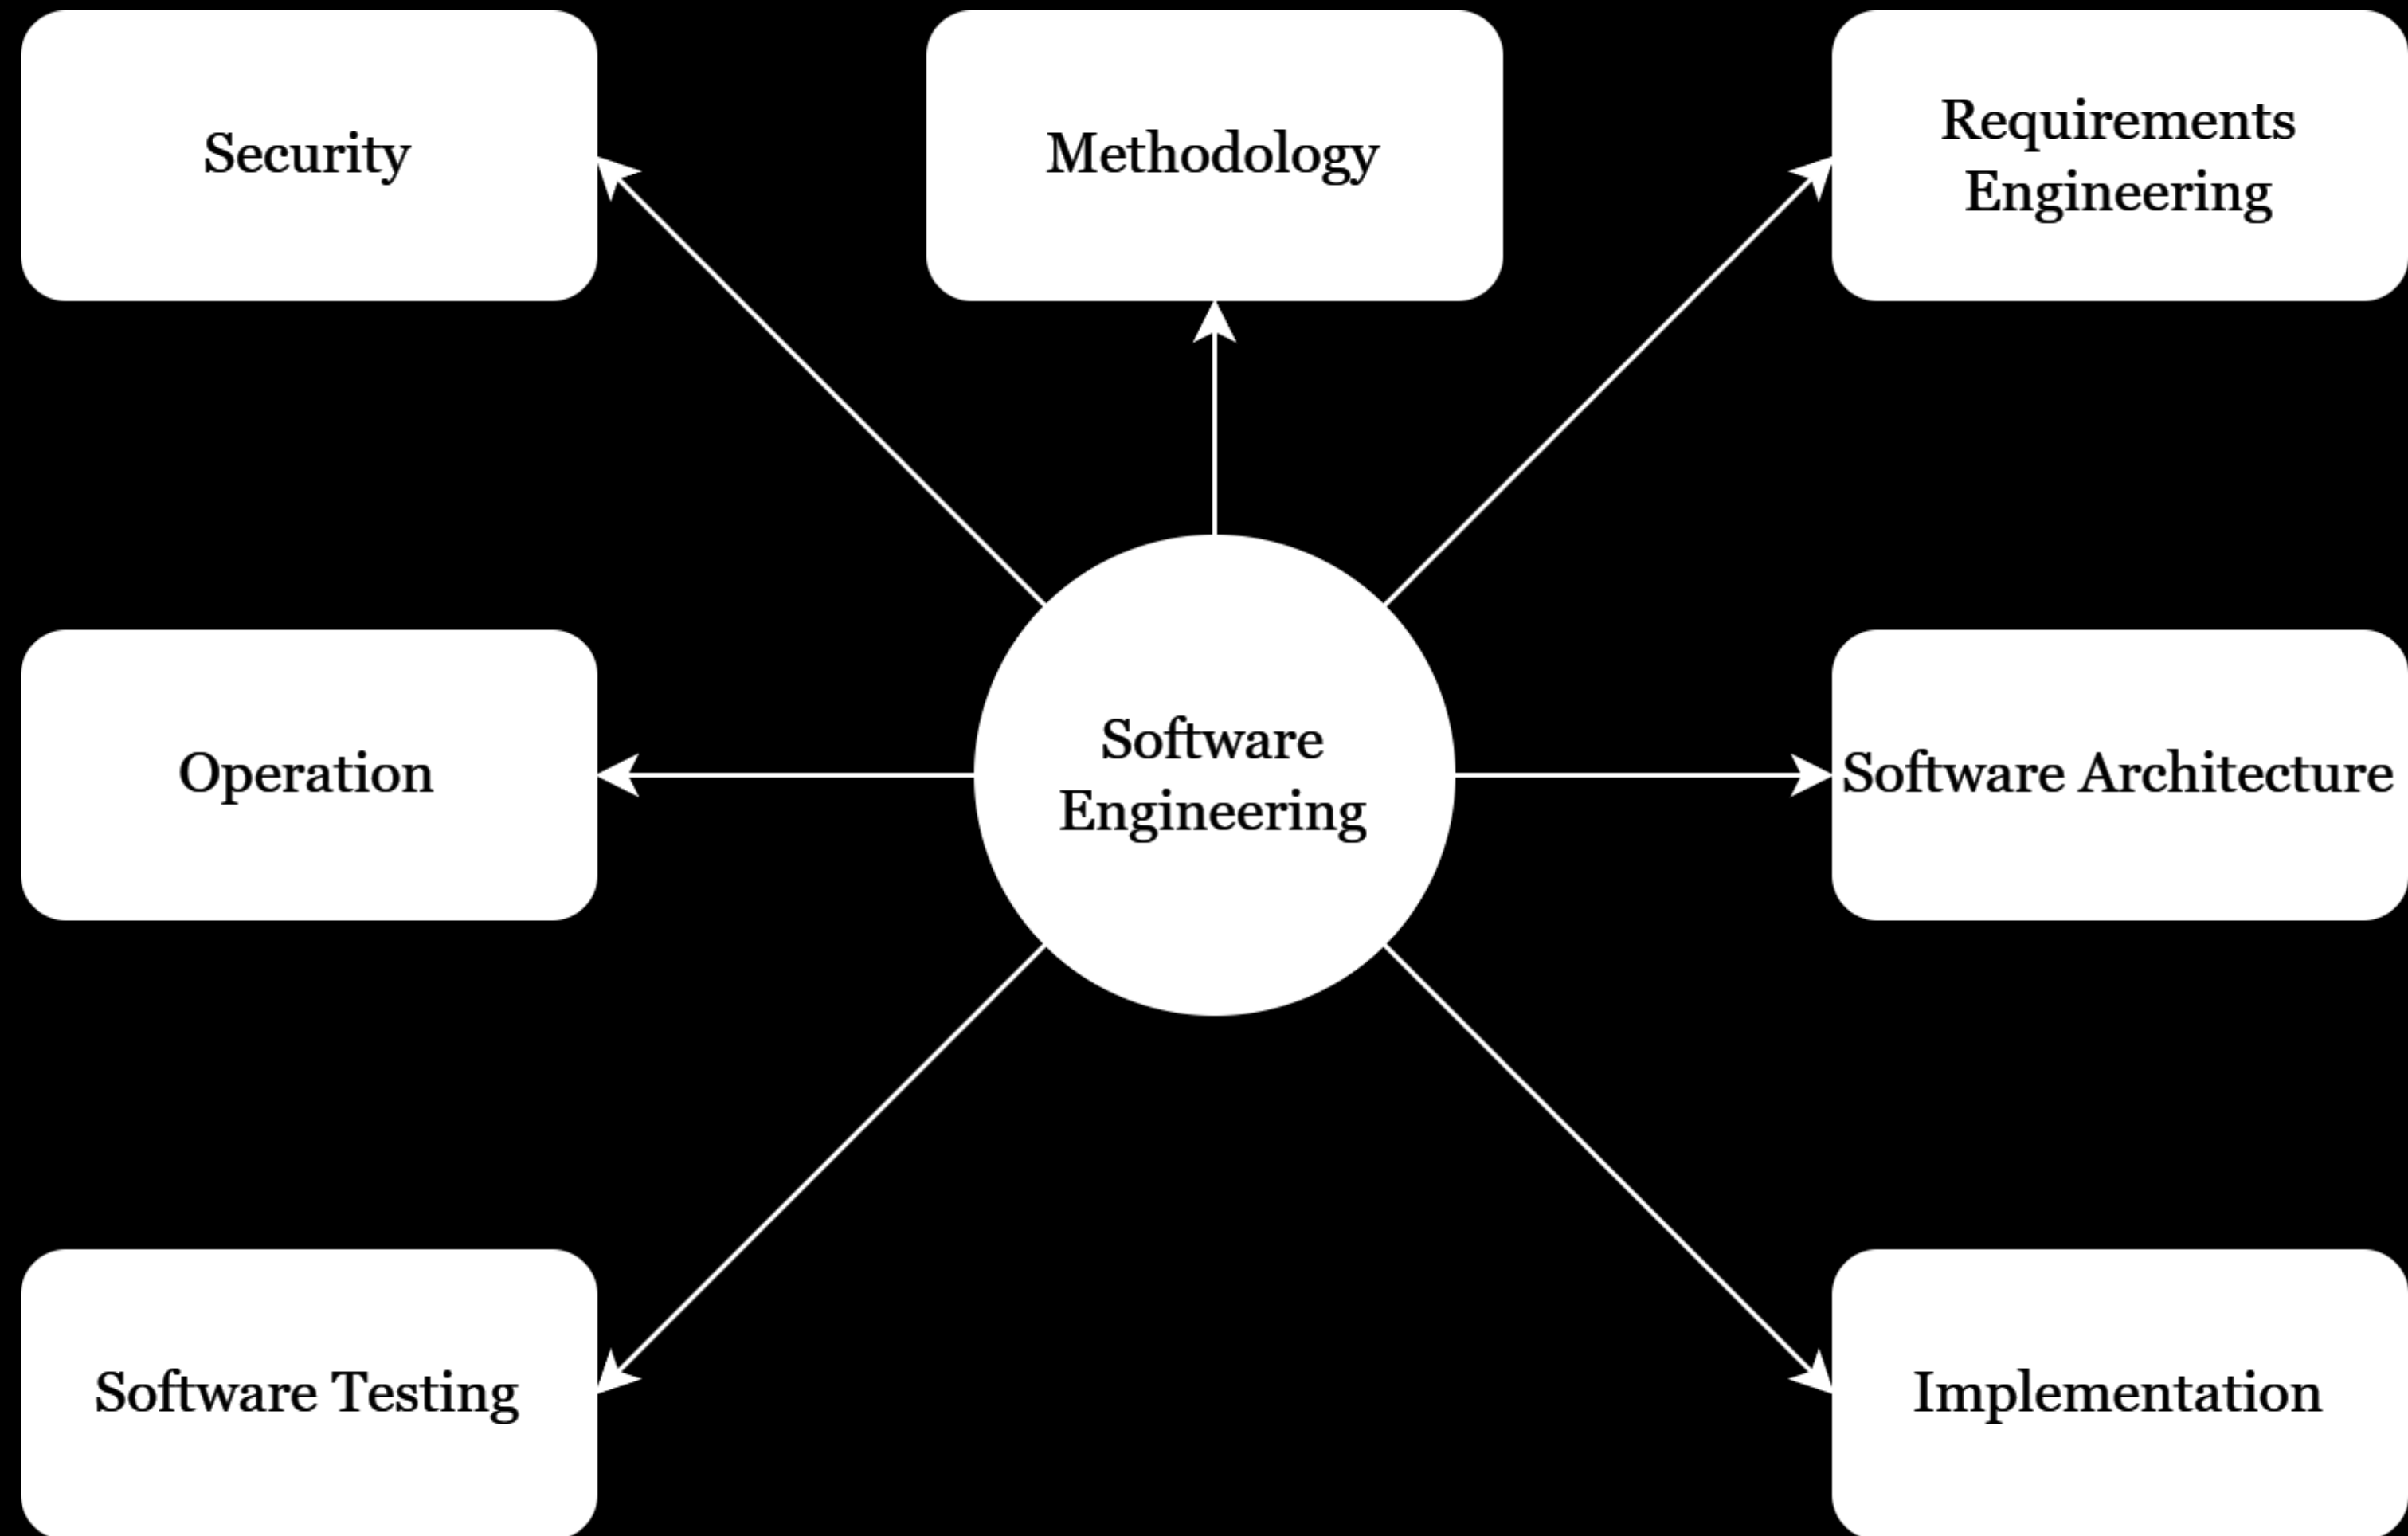 Security
Methodology
Requirements
Engineering
Operation
Software
Engineering
Software Architecture
Software Testing
Implementation